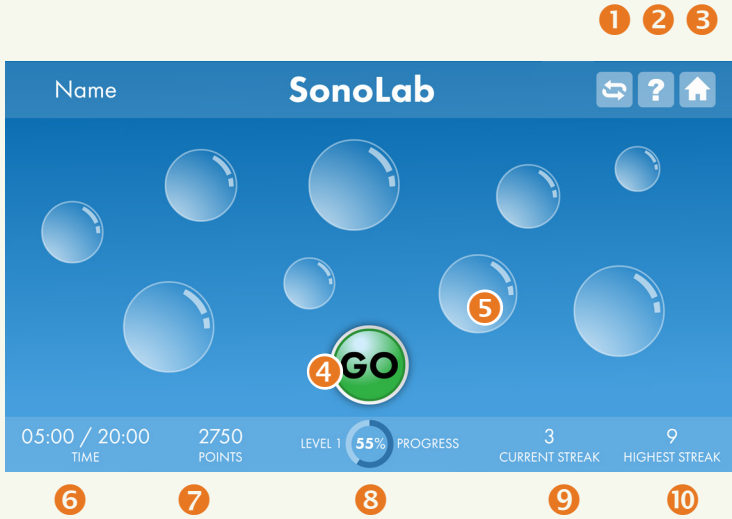 1 2 3
Name SonoLab ?
5
4 GO
05:00 / 20:00 2750 LEVEL 1 55% PROGRESS 3 9
TIME POINTS CURRENT STREAK HIGHEST STREAK
6 7 8 9 10